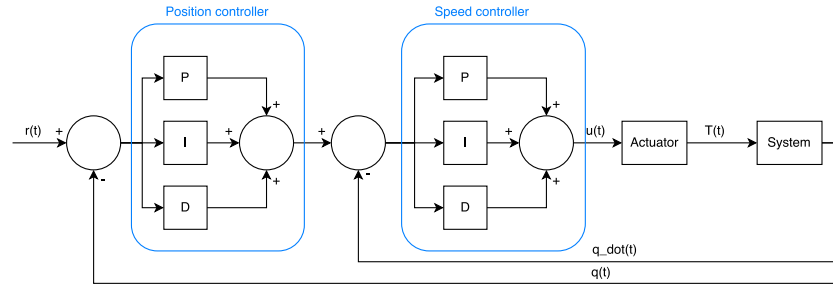 Position controller
Speed controller
P
P
+
+
r(t)
+
I
+
+
I
+
u(t)
Actuator
T(t)
System
-
-
+
+
D
D
q_dot(t)
q(t)